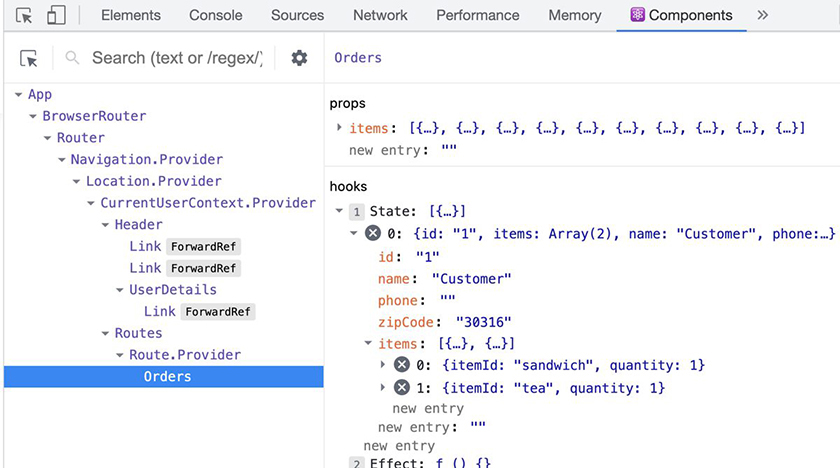 Elements Console Sources Network Performance Memory Components »
Search (text or /regex/)
App
BrowserRouter
Router
Navigation.Provider
Location.Provider
CurrentUserContext.Provider
Header
Link ForwardRef
Link ForwardRef
UserDetails
Link ForwardRef
Routes
Route.Provider
Orders
Orders
props
items: [{…}, {…}, {…}, {…}, {…}, {…}, {…}, {…}, {…}, {…}]
new entry: ""
hooks
1 State: [{…}]
0: {id: "1", items: Array(2), name: "Customer", phone:…}
id: "1"
name: "Customer"
phone: ""
zipCode: "30316"
items: [{…}, {…}]
0: {itemId: "sandwich", quantity: 1}
1: {itemId: "tea", quantity: 1}
new entry
new entry: ""
new entry
2 Effect: f () {}